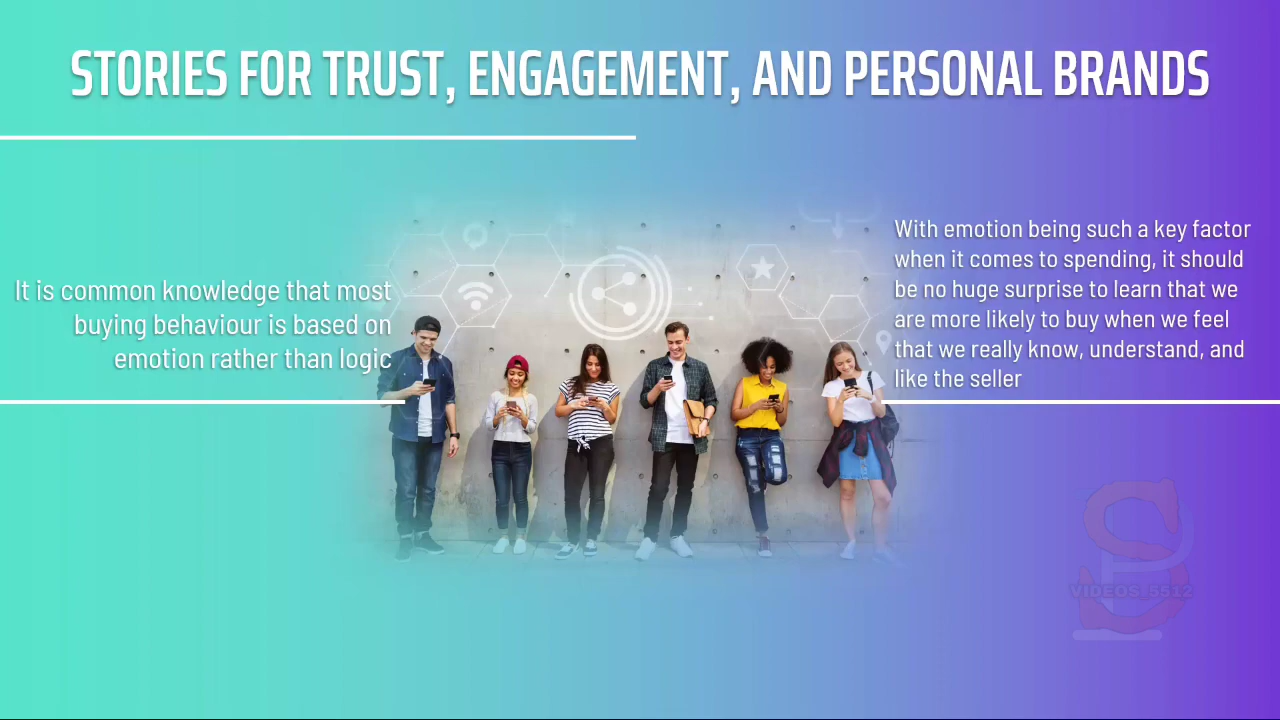 STORIES FOR TRUST, ENGAGEMENT, AND PERSONAL BRANDS
It is common knowledge that most
buying behaviour is based on
emotion rather than logic
With emotion being such a key factor
when it comes to spending, it should
be no huge surprise to learn that we
are more likely to buy when we feel
that we really know, understand, and
like the seller
VIDEOS_5512